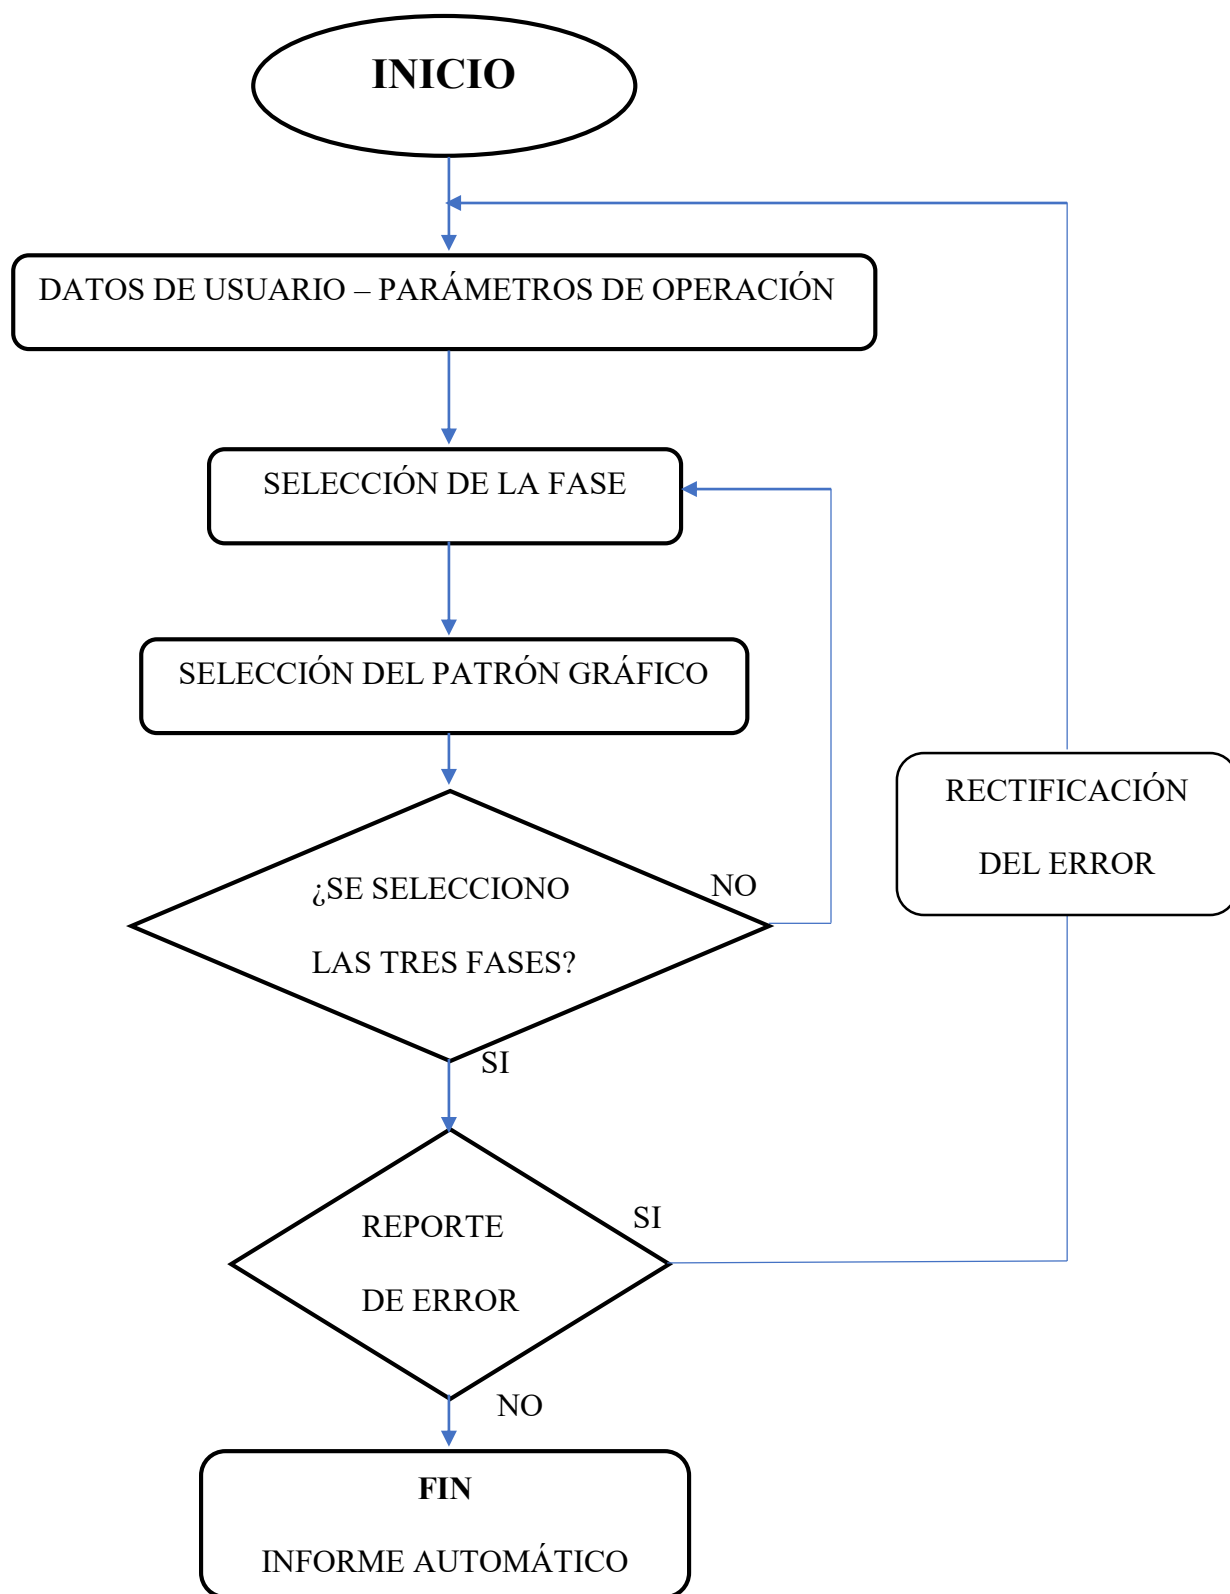 INICIO
DATOS DE USUARIO – PARÁMETROS DE OPERACIÓN
SELECCIÓN DE LA FASE
SELECCIÓN DEL PATRÓN GRÁFICO
RECTIFICACIÓN
DEL ERROR
¿SE SELECCIONO
LAS TRES FASES?
NO
SI
REPORTE
DE ERROR
SI
NO
FIN
INFORME AUTOMÁTICO